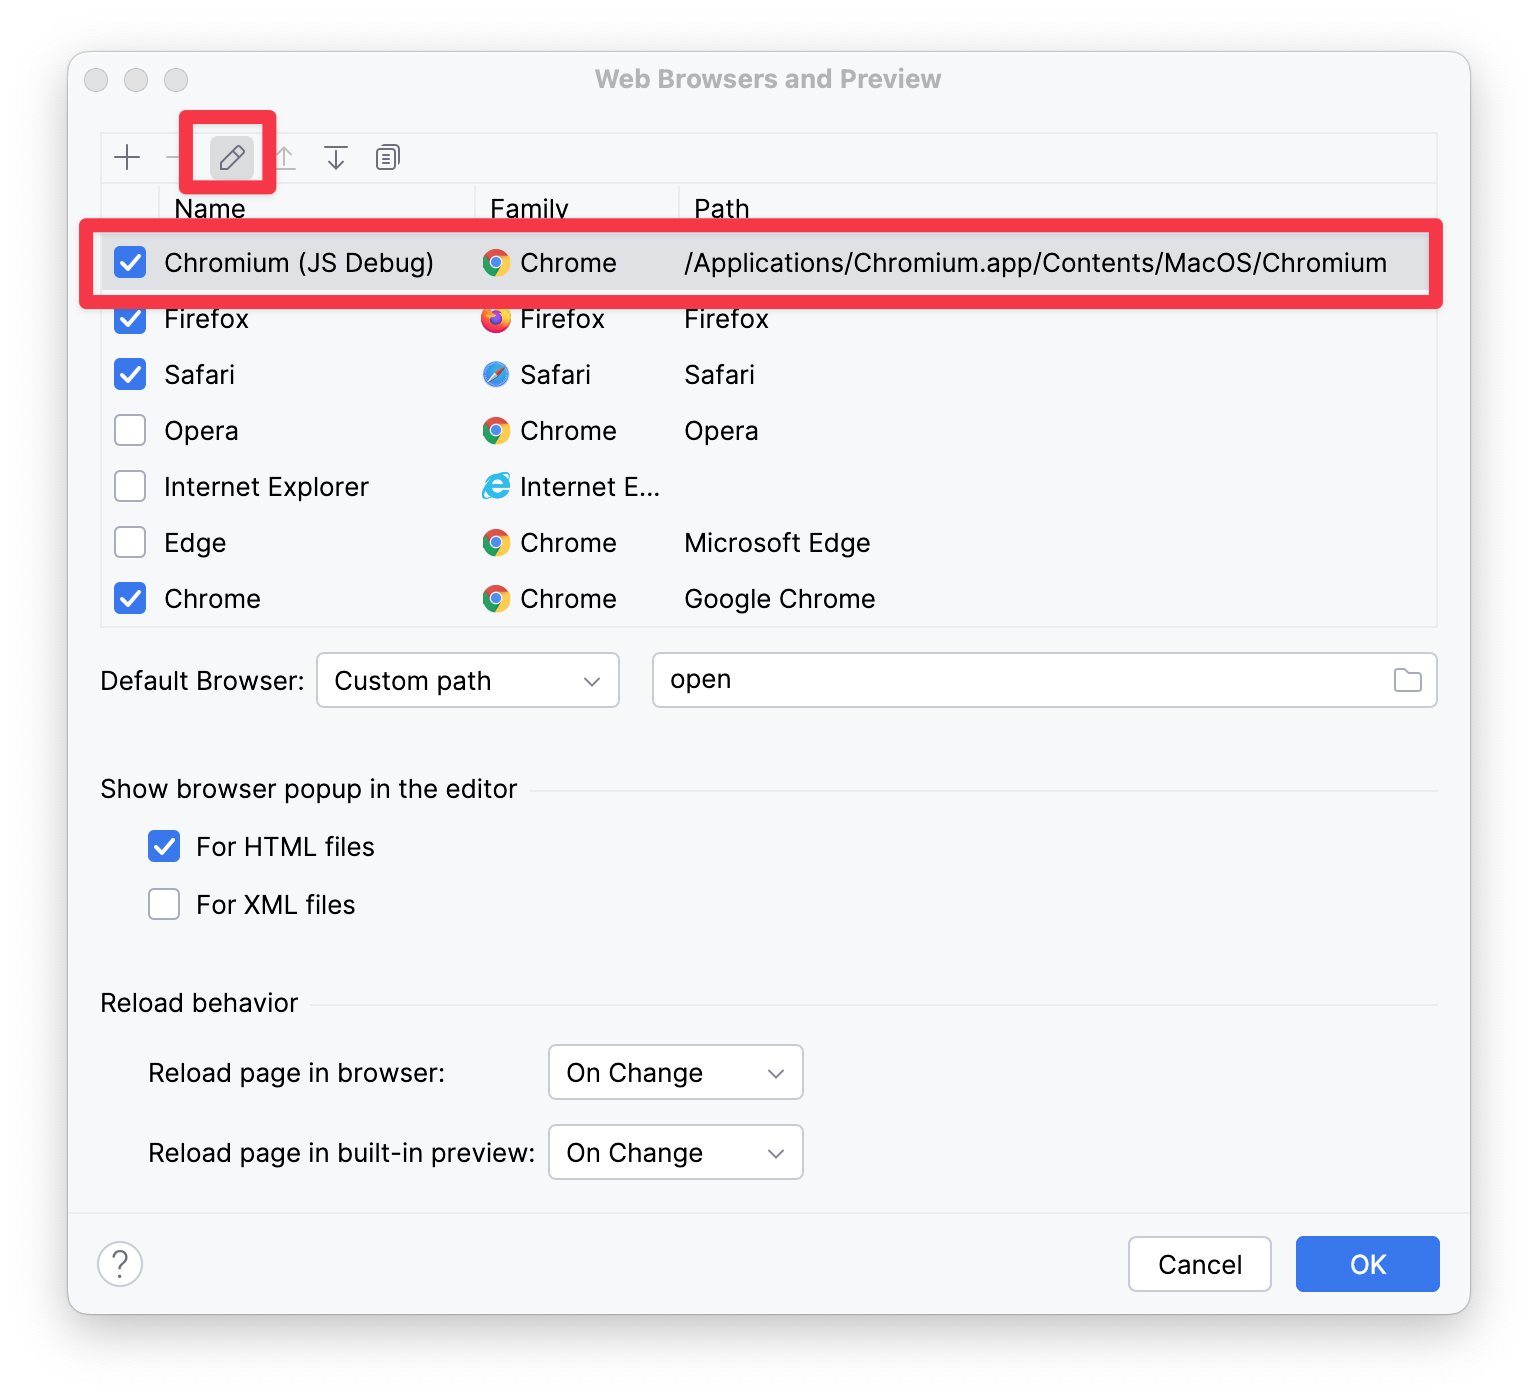 Web Browsers and Preview
Name Family Path
Chromium (JS Debug) Chrome /Applications/Chromium.app/Contents/MacOS/Chromium
Firefox Firefox Firefox
Safari Safari Safari
Opera Chrome Opera
Internet Explorer Internet E...
Edge Chrome Microsoft Edge
Chrome Chrome Google Chrome
Default Browser: Custom path open
Show browser popup in the editor
For HTML files
For XML files
Reload behavior
Reload page in browser: On Change
Reload page in built-in preview: On Change
? Cancel OK